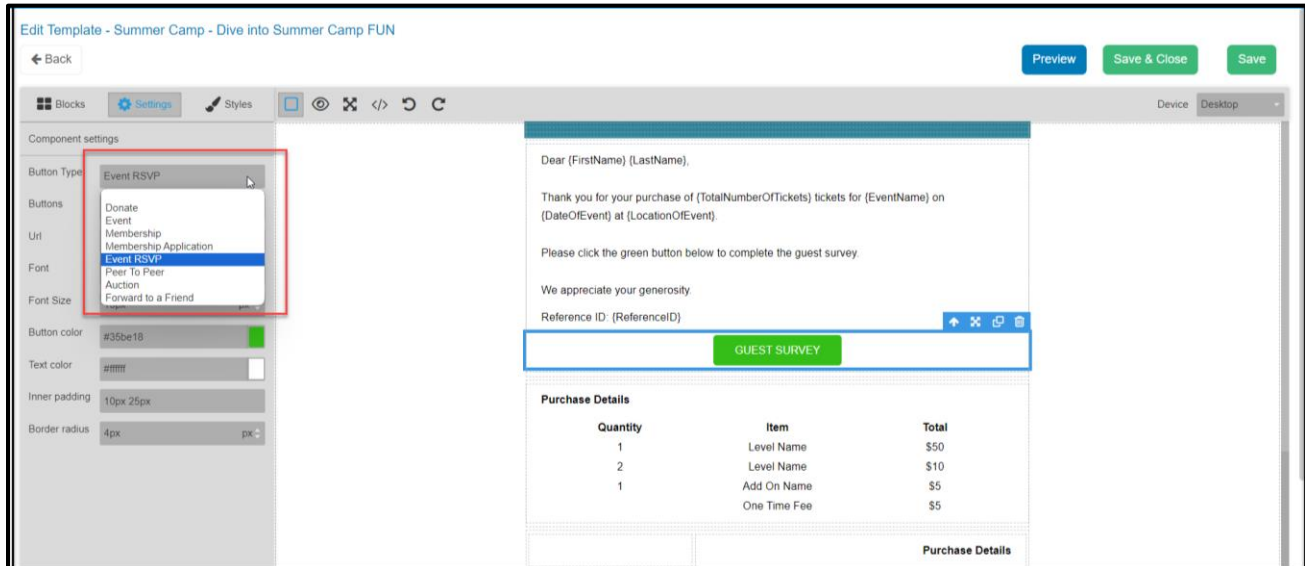 Edit Template - Summer Camp - Dive into Summer Camp FUN
Back
Preview
Save & Close
Save
Blocks
Settings
Styles
Device
Desktop
Component settings
Button Type
Event RSVP
Donate
Event
Membership
Membership Application
Event RSVP
Peer To Peer
Auction
Forward to a Friend
Buttons
Url
Font
Font Size
px
Button color
#35be18
Text color
#ffffff
Inner padding
10px 25px
Border radius
4px
px
Dear {FirstName} {LastName},
Thank you for your purchase of {TotalNumberOfTickets} tickets for {EventName} on
{DateOfEvent} at {LocationOfEvent}.
Please click the green button below to complete the guest survey.
We appreciate your generosity.
Reference ID: {ReferenceID}
GUEST SURVEY
Purchase Details
Quantity Item Total
1 Level Name $50
2 Level Name $10
1 Add On Name $5
One Time Fee $5
Purchase Details